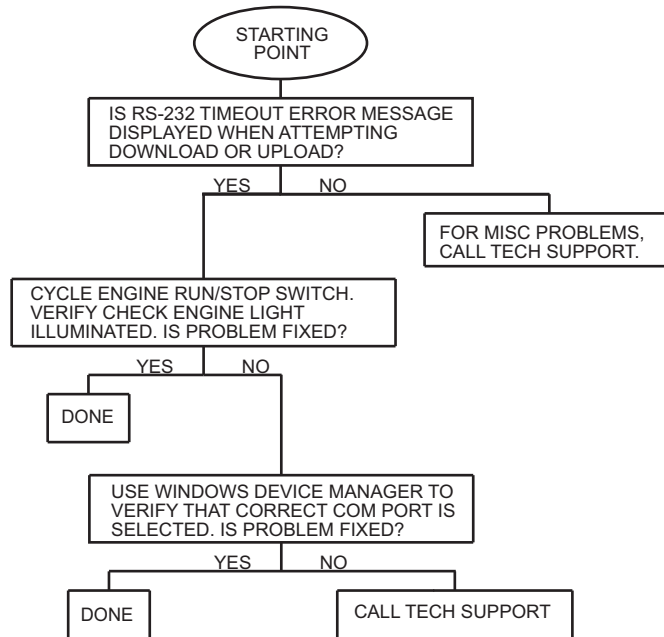 STARTING
POINT
IS RS-232 TIMEOUT ERROR MESSAGE
DISPLAYED WHEN ATTEMPTING
DOWNLOAD OR UPLOAD?
YES NO
FOR MISC PROBLEMS,
CALL TECH SUPPORT.
CYCLE ENGINE RUN/STOP SWITCH.
VERIFY CHECK ENGINE LIGHT
ILLUMINATED. IS PROBLEM FIXED?
YES NO
DONE
USE WINDOWS DEVICE MANAGER TO
VERIFY THAT CORRECT COM PORT IS
SELECTED. IS PROBLEM FIXED?
YES NO
DONE
CALL TECH SUPPORT